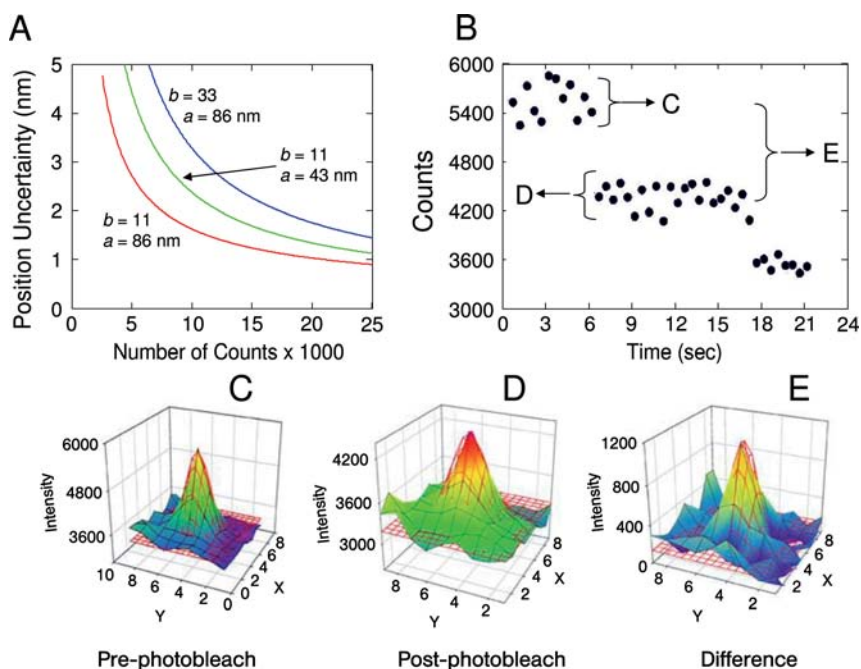 A
Position Uncertainty (nm)
5
4
3
2
1
0
b = 33
a = 86 nm
b = 11
a = 43 nm
b = 11
a = 86 nm
0 5 10 15 20 25
Number of Counts x 1000
B
Counts
6000
5400
4800
4200
3600
3000
C
D
E
0 3 6 9 12 15 18 21 24
Time (sec)
C
Intensity
6000
4800
3600
10 8 6 4 2 0
Y
0 2 4 6 8
X
Pre-photobleach
D
Intensity
4200
3600
3000
8 6 4 2
Y
2 4 6 8
X
Post-photobleach
E
Intensity
1200
800
400
0
8 6 4 2
Y
2 4 6 8
X
Difference